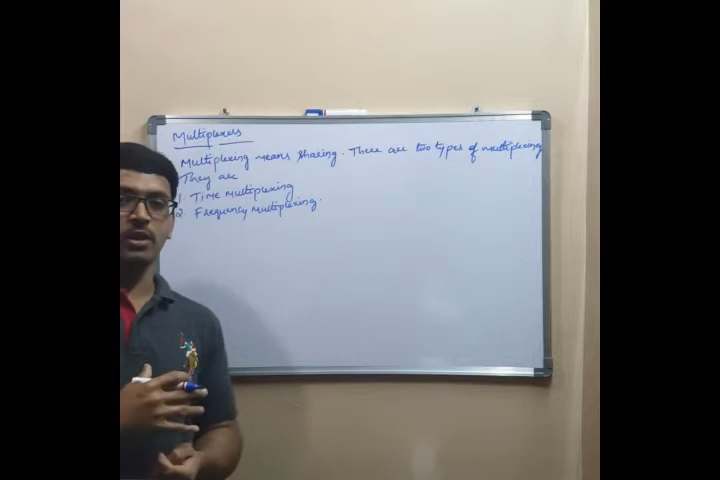 Multiplexers
Multiplexing means sharing. There are two types of multiplexing
They are
1. Time multiplexing
2. Frequency Multiplexing.